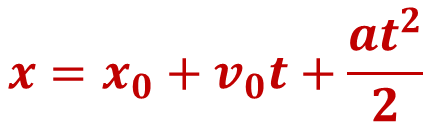 x = x₀ + v₀t + at²/2